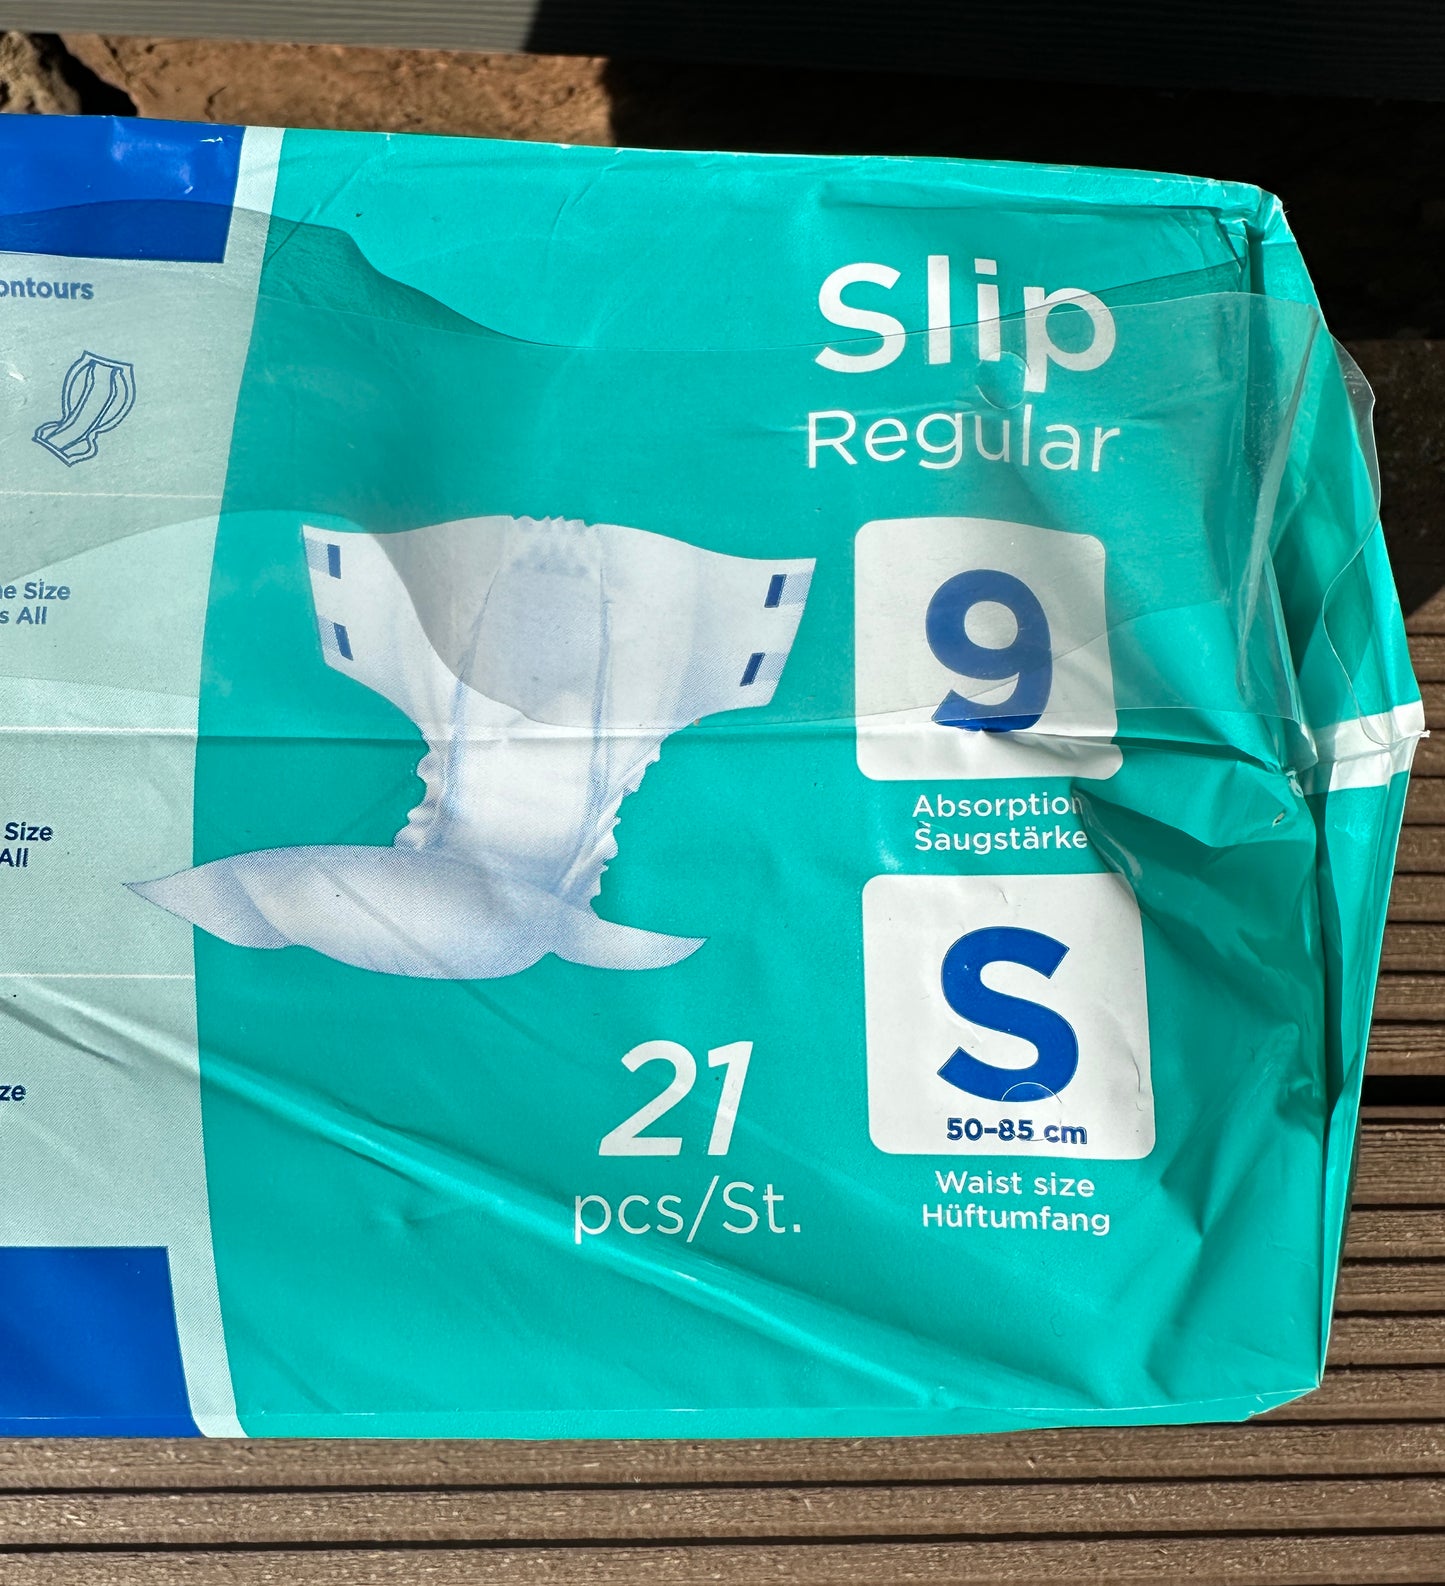 ontours
e Size
s All
Size
All
ze
Slip
Regular
9
Absorption
Saugstärke
S
50–85 cm
Waist size
Hüftumfang
21
pcs/St.